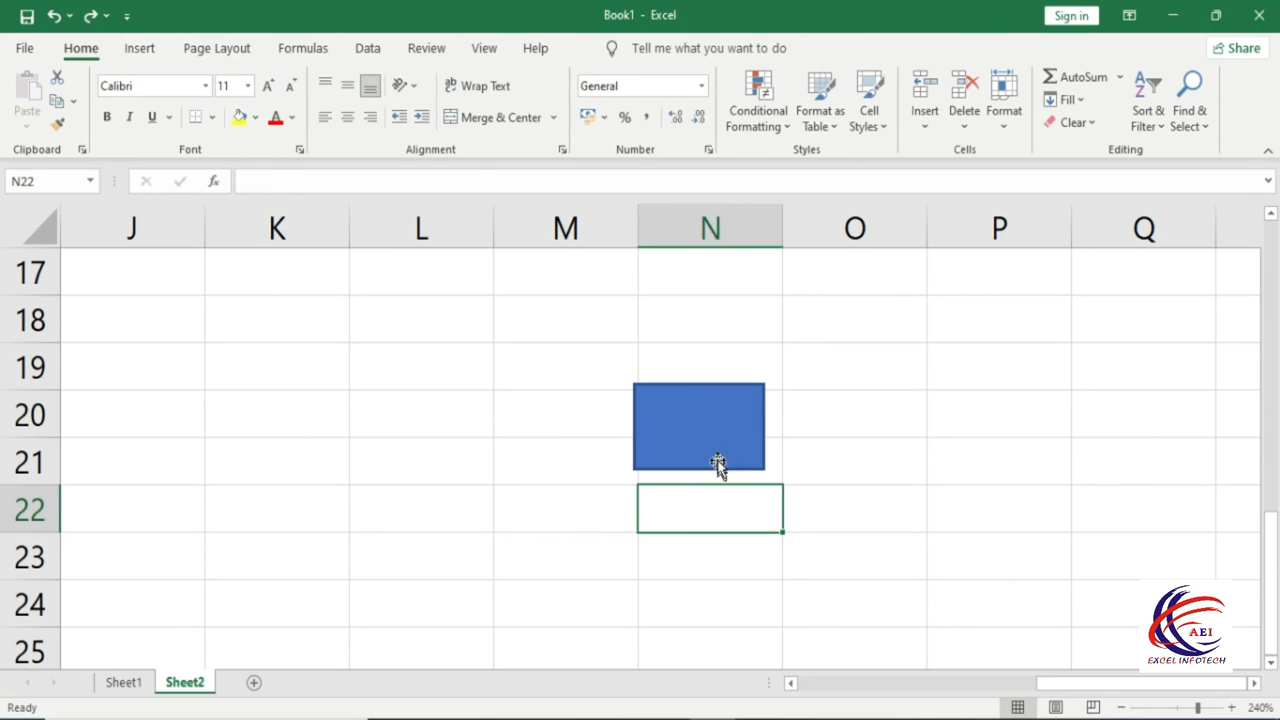 Book1 - Excel
Sign in
File Home Insert Page Layout Formulas Data Review View Help Tell me what you want to do Share
Paste
Clipboard
Calibri 11
B I U A
Font
Wrap Text
Merge & Center
Alignment
General
%
Number
Conditional Formatting
Format as Table
Cell Styles
Styles
Insert
Delete
Format
Cells
AutoSum
Fill
Clear
Sort & Filter
Find & Select
Editing
N22
fx
J K L M N O P Q
17
18
19
20
21
22
23
24
25
AEI
EXCEL INFOTECH
Sheet1 Sheet2
Ready
240%